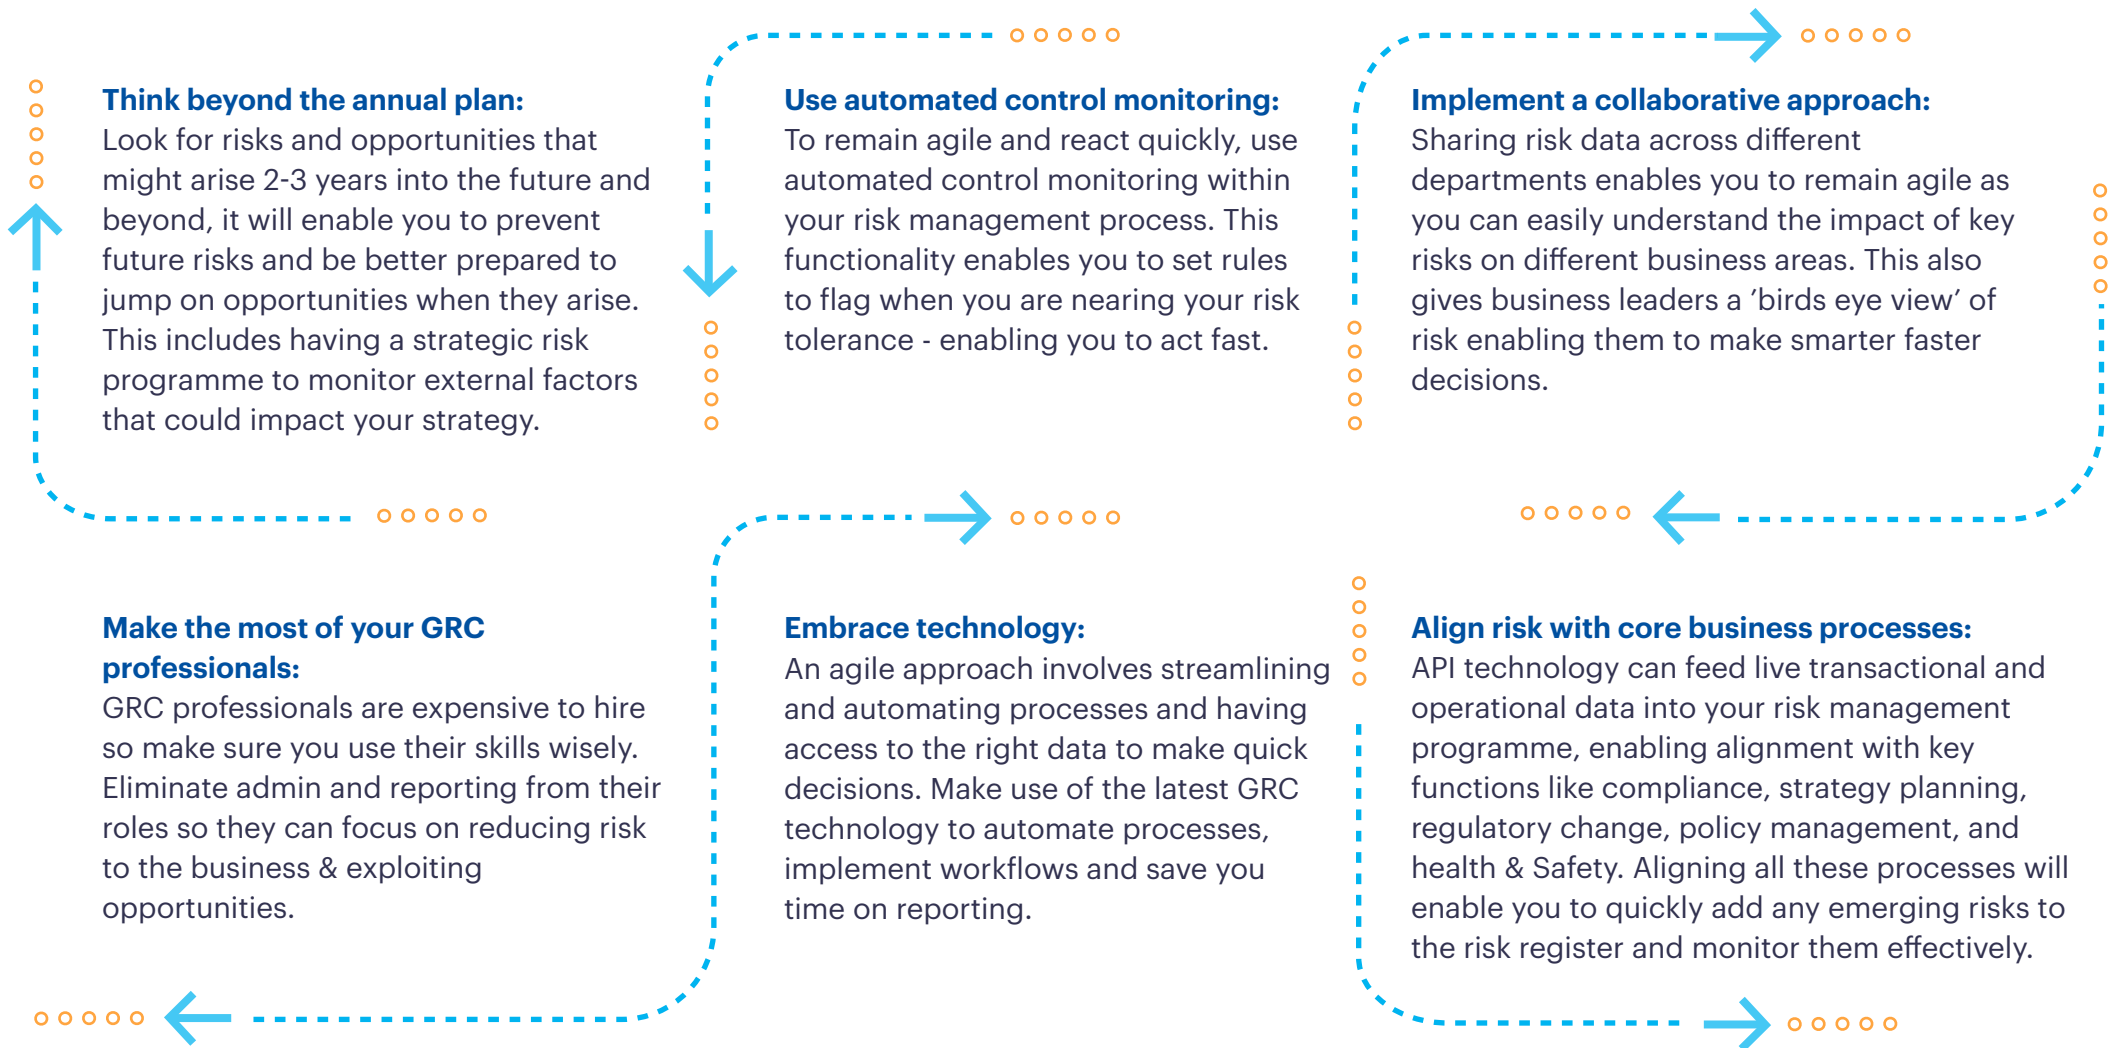 Think beyond the annual plan:
Look for risks and opportunities that
might arise 2-3 years into the future and
beyond, it will enable you to prevent
future risks and be better prepared to
jump on opportunities when they arise.
This includes having a strategic risk
programme to monitor external factors
that could impact your strategy.
Use automated control monitoring:
To remain agile and react quickly, use
automated control monitoring within
your risk management process. This
functionality enables you to set rules
to flag when you are nearing your risk
tolerance - enabling you to act fast.
Implement a collaborative approach:
Sharing risk data across different
departments enables you to remain agile as
you can easily understand the impact of key
risks on different business areas. This also
gives business leaders a ’birds eye view’ of
risk enabling them to make smarter faster
decisions.
Make the most of your GRC
professionals:
GRC professionals are expensive to hire
so make sure you use their skills wisely.
Eliminate admin and reporting from their
roles so they can focus on reducing risk
to the business & exploiting
opportunities.
Embrace technology:
An agile approach involves streamlining
and automating processes and having
access to the right data to make quick
decisions. Make use of the latest GRC
technology to automate processes,
implement workflows and save you
time on reporting.
Align risk with core business processes:
API technology can feed live transactional and
operational data into your risk management
programme, enabling alignment with key
functions like compliance, strategy planning,
regulatory change, policy management, and
health & Safety. Aligning all these processes will
enable you to quickly add any emerging risks to
the risk register and monitor them effectively.